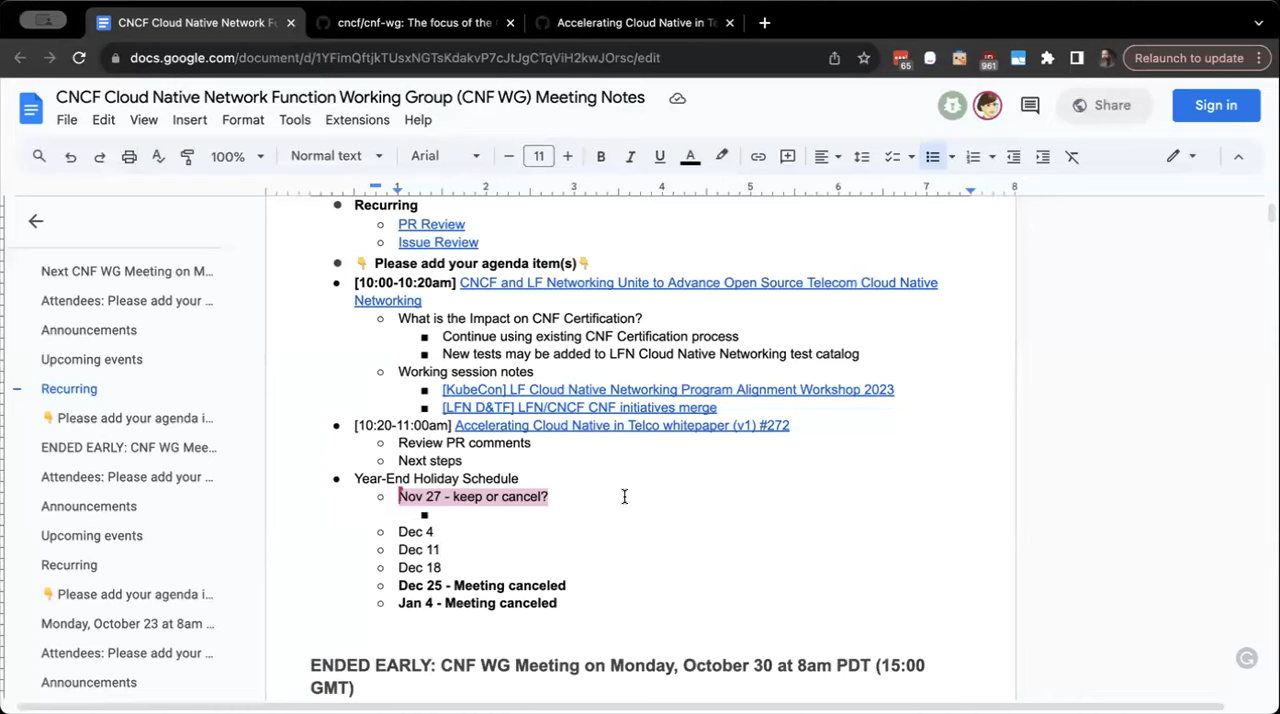 CNCF Cloud Native Network F
cncf/cnf-wg: The focus of the
Accelerating Cloud Native in Te
docs.google.com/document/d/1YFimQftjkTUsxNGTsKdakvP7cJtJgCTqViH2kwJOrsc/edit
65
961
Relaunch to update
CNCF Cloud Native Network Function Working Group (CNF WG) Meeting Notes
File Edit View Insert Format Tools Extensions Help
Share
Sign in
100%
Normal text
Arial
11
1 2 3 4 5 6 7 8
Next CNF WG Meeting on M...
Attendees: Please add your ...
Announcements
Upcoming events
Recurring
👇 Please add your agenda i...
ENDED EARLY: CNF WG Mee...
Attendees: Please add your ...
Announcements
Upcoming events
Recurring
👇 Please add your agenda i...
Monday, October 23 at 8am ...
Attendees: Please add your ...
Announcements
Recurring
PR Review
Issue Review
👇 Please add your agenda item(s)👇
[10:00-10:20am] CNCF and LF Networking Unite to Advance Open Source Telecom Cloud Native
Networking
What is the Impact on CNF Certification?
Continue using existing CNF Certification process
New tests may be added to LFN Cloud Native Networking test catalog
Working session notes
[KubeCon] LF Cloud Native Networking Program Alignment Workshop 2023
[LFN D&TF] LFN/CNCF CNF initiatives merge
[10:20-11:00am] Accelerating Cloud Native in Telco whitepaper (v1) #272
Review PR comments
Next steps
Year-End Holiday Schedule
Nov 27 - keep or cancel?
Dec 4
Dec 11
Dec 18
Dec 25 - Meeting canceled
Jan 4 - Meeting canceled
ENDED EARLY: CNF WG Meeting on Monday, October 30 at 8am PDT (15:00
GMT)